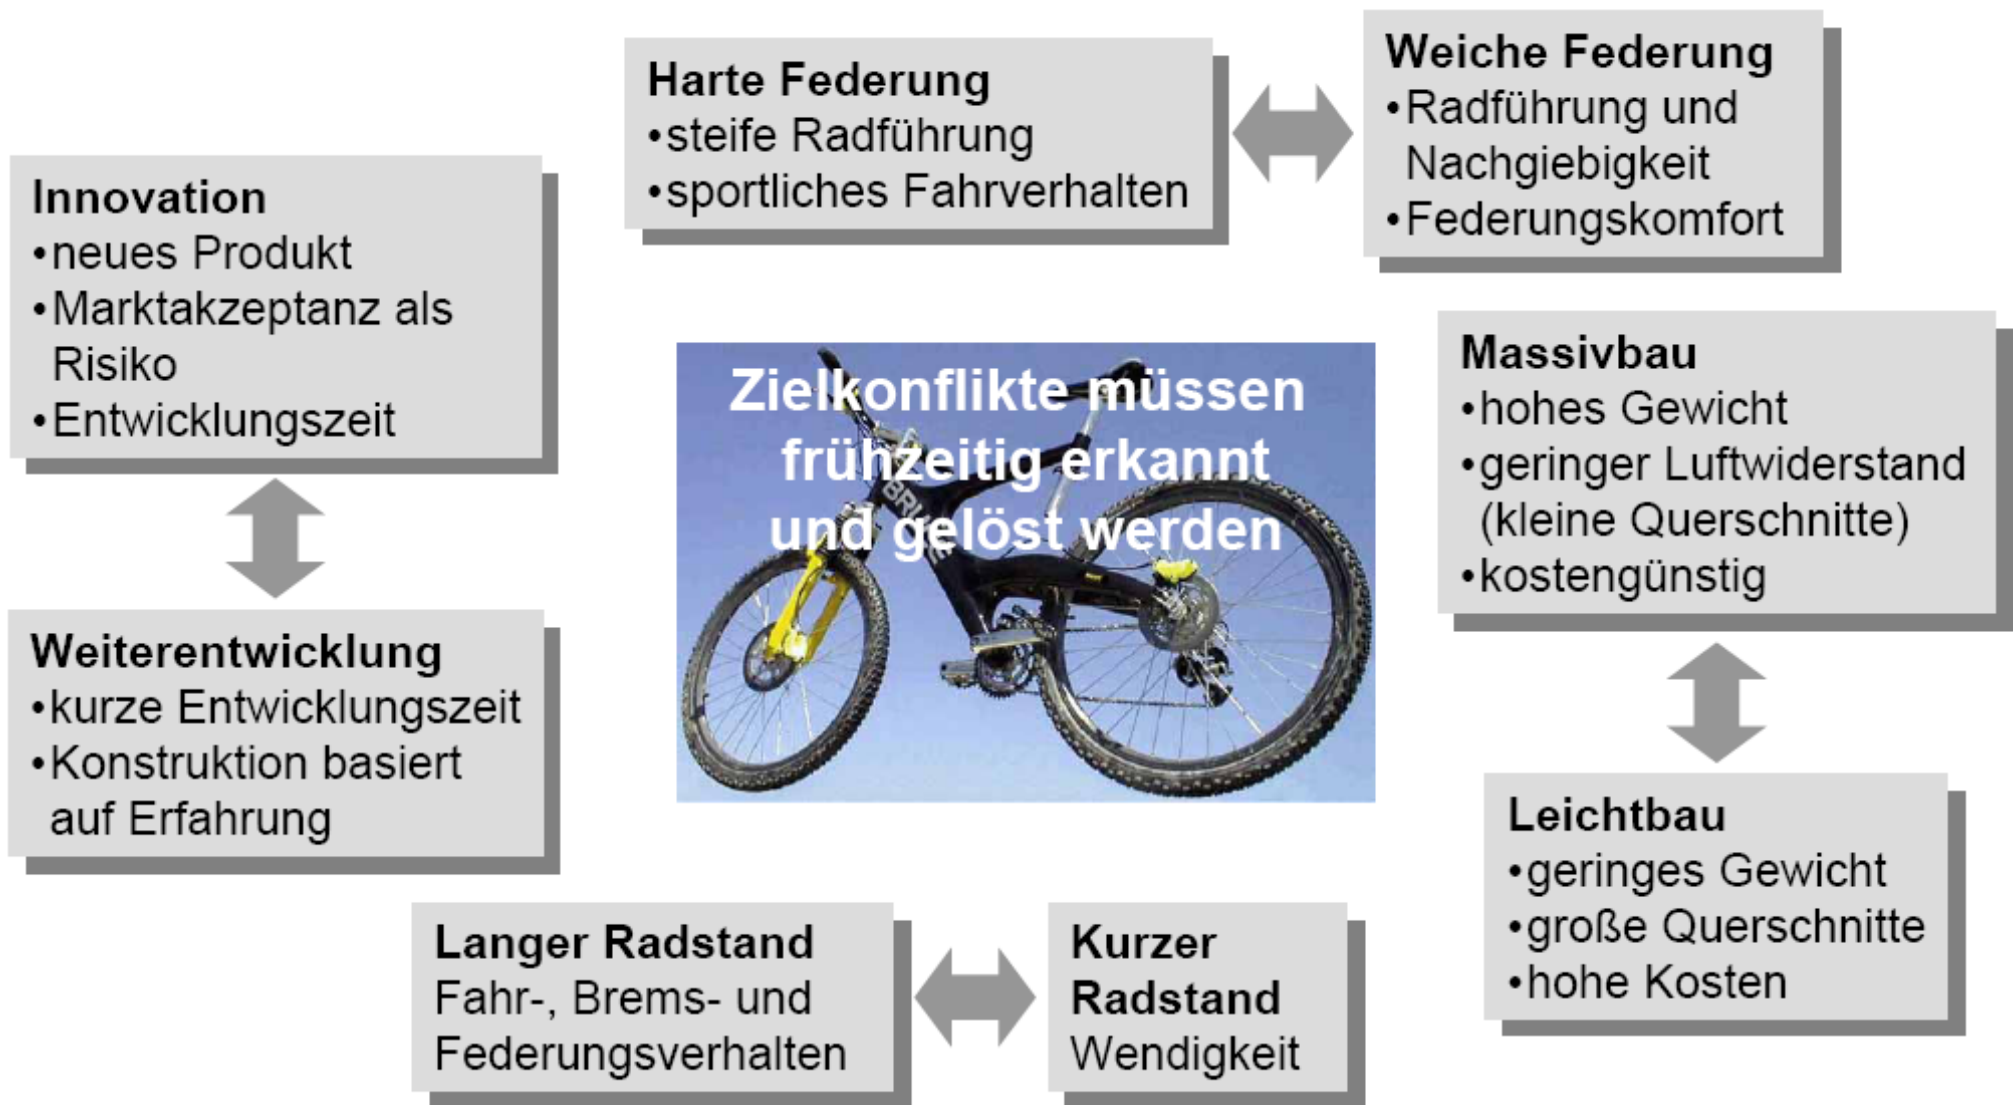 Harte Federung
•steife Radführung
•sportliches Fahrverhalten
Weiche Federung
•Radführung und
Nachgiebigkeit
•Federungskomfort
Innovation
•neues Produkt
•Marktakzeptanz als
Risiko
•Entwicklungszeit
Zielkonflikte müssen
frühzeitig erkannt
und gelöst werden
Massivbau
•hohes Gewicht
•geringer Luftwiderstand
(kleine Querschnitte)
•kostengünstig
Weiterentwicklung
•kurze Entwicklungszeit
•Konstruktion basiert
auf Erfahrung
Leichtbau
•geringes Gewicht
•große Querschnitte
•hohe Kosten
Langer Radstand
Fahr-, Brems- und
Federungsverhalten
Kurzer
Radstand
Wendigkeit